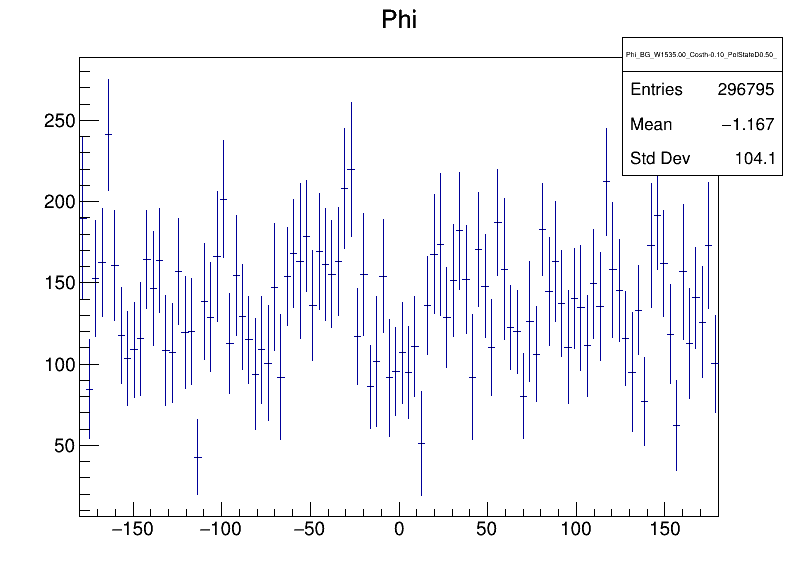 Phi
Phi_BG_W1535.00_Costh-0.10_PolStateD0.50_
Entries 296795
Mean −1.167
Std Dev 104.1
250
200
150
100
50
−150 −100 −50 0 50 100 150